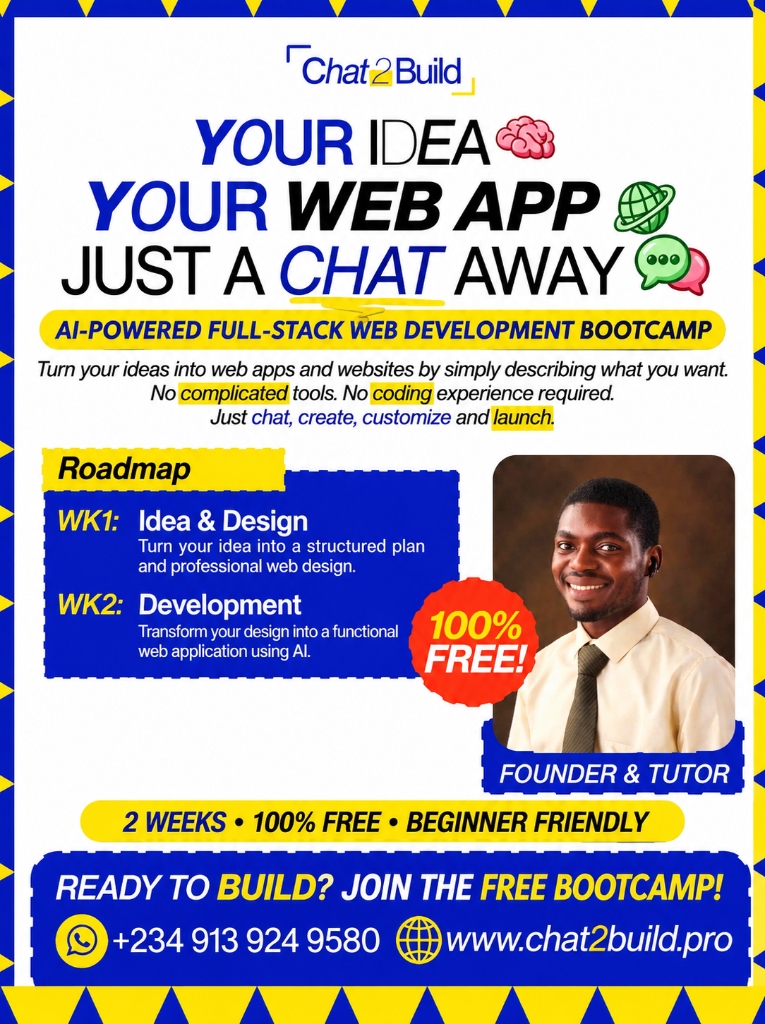 Chat2Build
YOUR IDEA
YOUR WEB APP
JUST A CHAT AWAY
AI-POWERED FULL-STACK WEB DEVELOPMENT BOOTCAMP
Turn your ideas into web apps and websites by simply describing what you want.
No complicated tools. No coding experience required.
Just chat, create, customize and launch.
Roadmap
WK1: Idea & Design
Turn your idea into a structured plan
and professional web design.
WK2: Development
Transform your design into a functional
web application using AI.
100%
FREE!
FOUNDER & TUTOR
2 WEEKS • 100% FREE • BEGINNER FRIENDLY
READY TO BUILD? JOIN THE FREE BOOTCAMP!
+234 913 924 9580 www.chat2build.pro